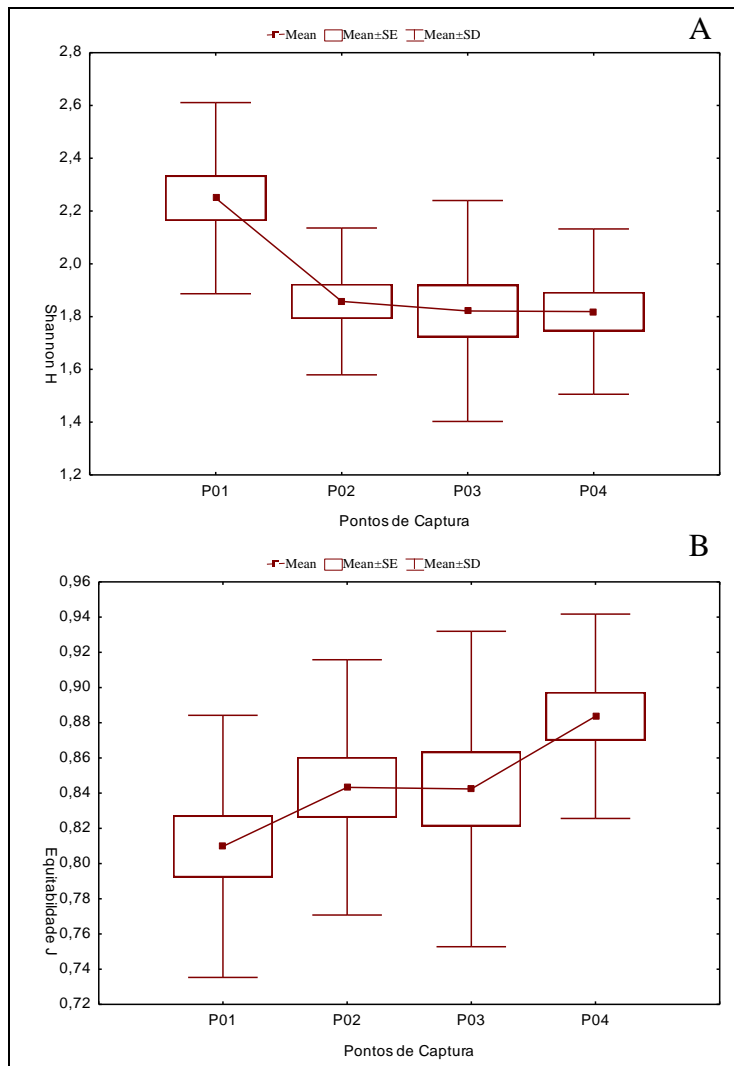 A
Mean Mean±SE Mean±SD
2,8
2,6
2,4
2,2
2,0
1,8
1,6
1,4
1,2
Shannon H
P01 P02 P03 P04
Pontos de Captura
B
Mean Mean±SE Mean±SD
0,96
0,94
0,92
0,90
0,88
0,86
0,84
0,82
0,80
0,78
0,76
0,74
0,72
Equitabildade J
P01 P02 P03 P04
Pontos de Captura